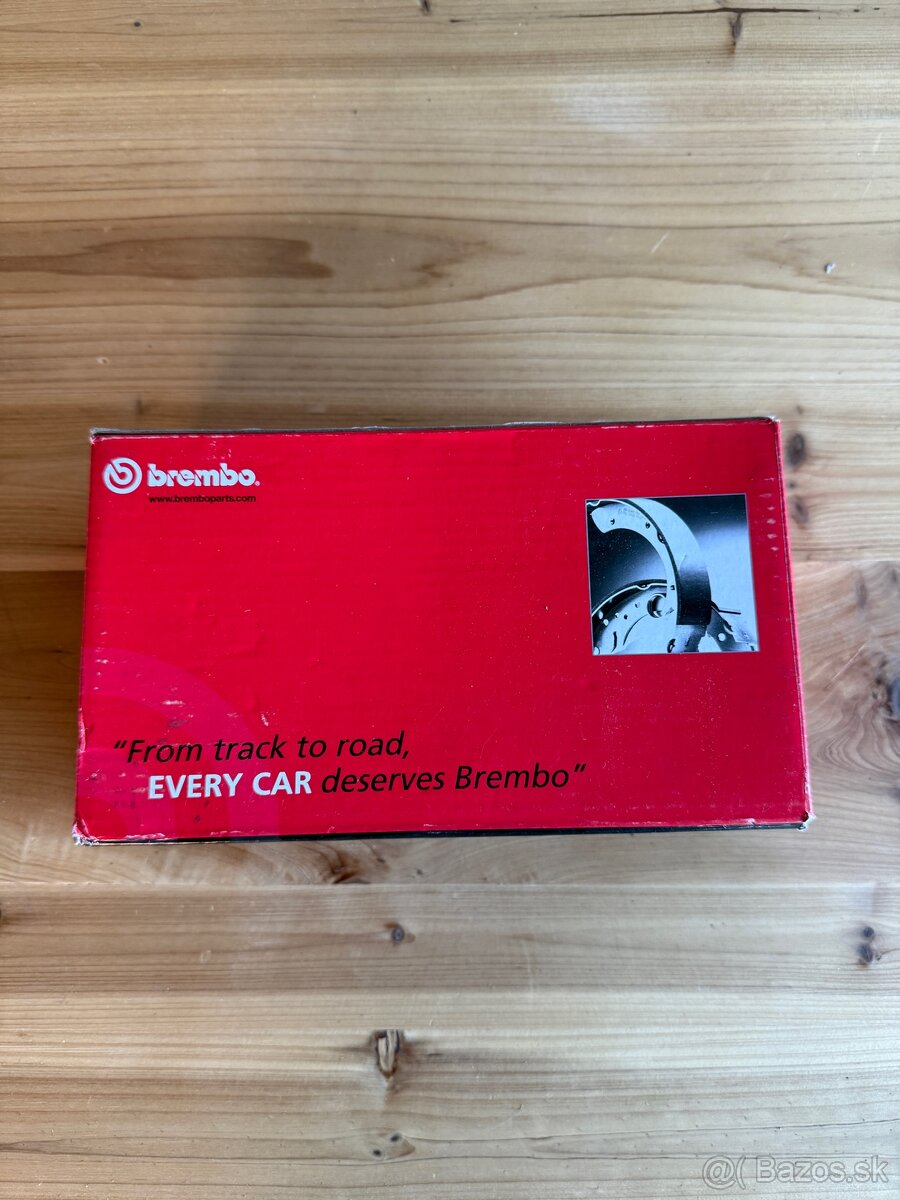 brembo.
www.bremboparts.com
“From track to road,
EVERY CAR deserves Brembo”
@( Bazos.sk